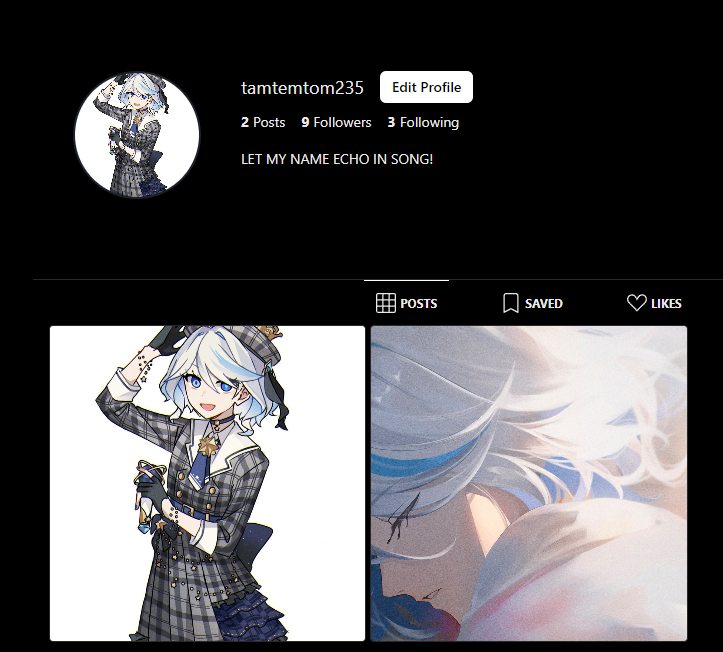 tamtemtom235 Edit Profile
2 Posts 9 Followers 3 Following
LET MY NAME ECHO IN SONG!
POSTS SAVED LIKES